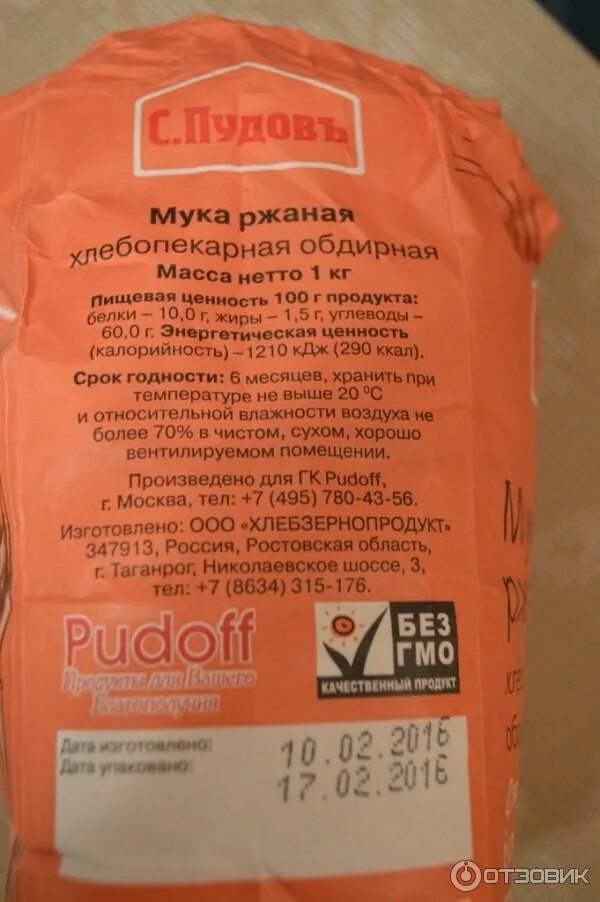 С.Пудовъ
Мука ржаная
хлебопекарная обдирная
Масса нетто 1 кг
Пищевая ценность 100 г продукта:
белки – 10,0 г, жиры – 1,5 г, углеводы –
60,0 г. Энергетическая ценность
(калорийность) –1210 кДж (290 ккал).
Срок годности: 6 месяцев, хранить при
температуре не выше 20 ⁰С
и относительной влажности воздуха не
более 70% в чистом, сухом, хорошо
вентилируемом помещении.
Произведено для ГК Pudoff,
г. Москва, тел: +7 (495) 780-43-56.
Изготовлено: ООО «ХЛЕБЗЕРНОПРОДУКТ»
347913, Россия, Ростовская область,
г. Таганрог, Николаевское шоссе, 3,
тел: +7 (8634) 315-176.
Pudoff
Продукты для Вашего
Благополучия
БЕЗ
ГМО
КАЧЕСТВЕННЫЙ ПРОДУКТ
Дата изготовлено: 10.02.2016
Дата упаковано: 17.02.2016
ОТЗОВИК